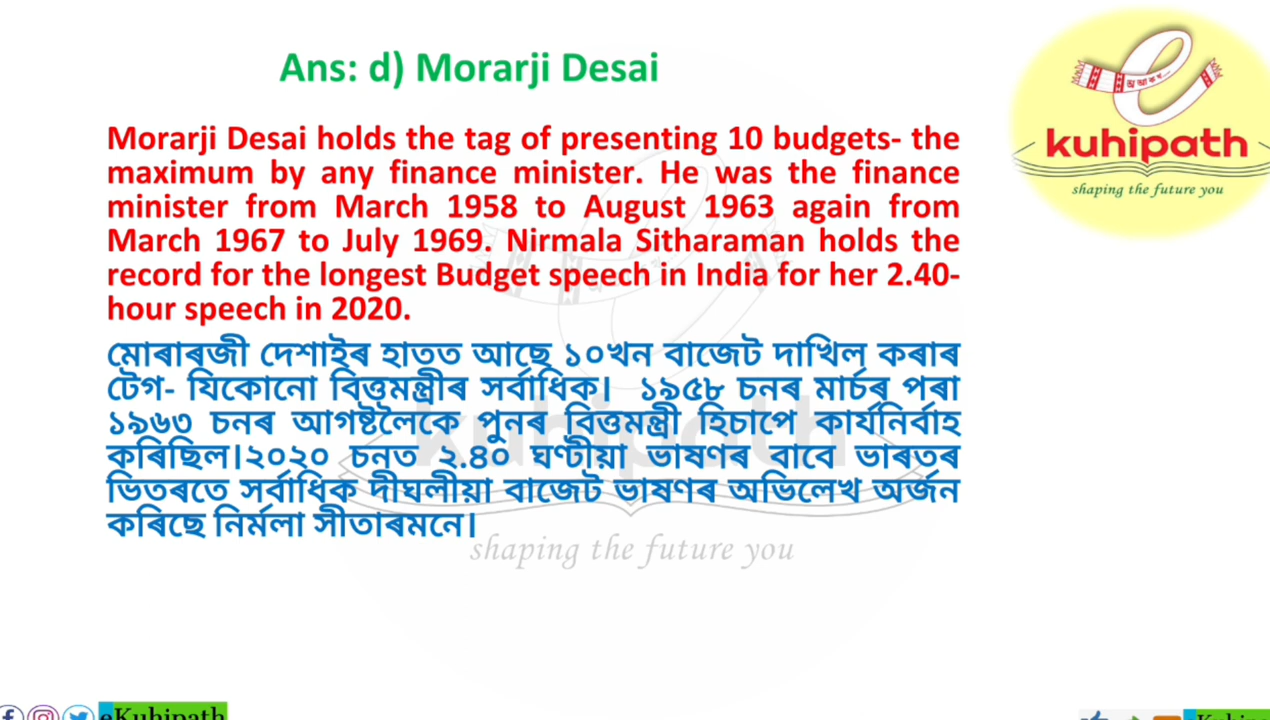 Ans: d) Morarji Desai
Morarji Desai holds the tag of presenting 10 budgets- the
maximum by any finance minister. He was the finance
minister from March 1958 to August 1963 again from
March 1967 to July 1969. Nirmala Sitharaman holds the
record for the longest Budget speech in India for her 2.40-
hour speech in 2020.
মোৰাৰজী দেশাইৰ হাতত আছে ১০খন বাজেট দাখিল কৰাৰ
টেগ- যিকোনো বিত্তমন্ত্ৰীৰ সৰ্বাধিক। ১৯৫৮ চনৰ মাৰ্চৰ পৰা
১৯৬৩ চনৰ আগষ্টলৈকে পুনৰ বিত্তমন্ত্ৰী হিচাপে কাৰ্যনিৰ্বাহ
কৰিছিল।২০২০ চনত ২.৪০ ঘণ্টীয়া ভাষণৰ বাবে ভাৰতৰ
ভিতৰতে সৰ্বাধিক দীঘলীয়া বাজেট ভাষণৰ অভিলেখ অৰ্জন
কৰিছে নিৰ্মলা সীতাৰমনে।
kuhipath
shaping the future you
kuhipath
shaping the future you
eKuhipath